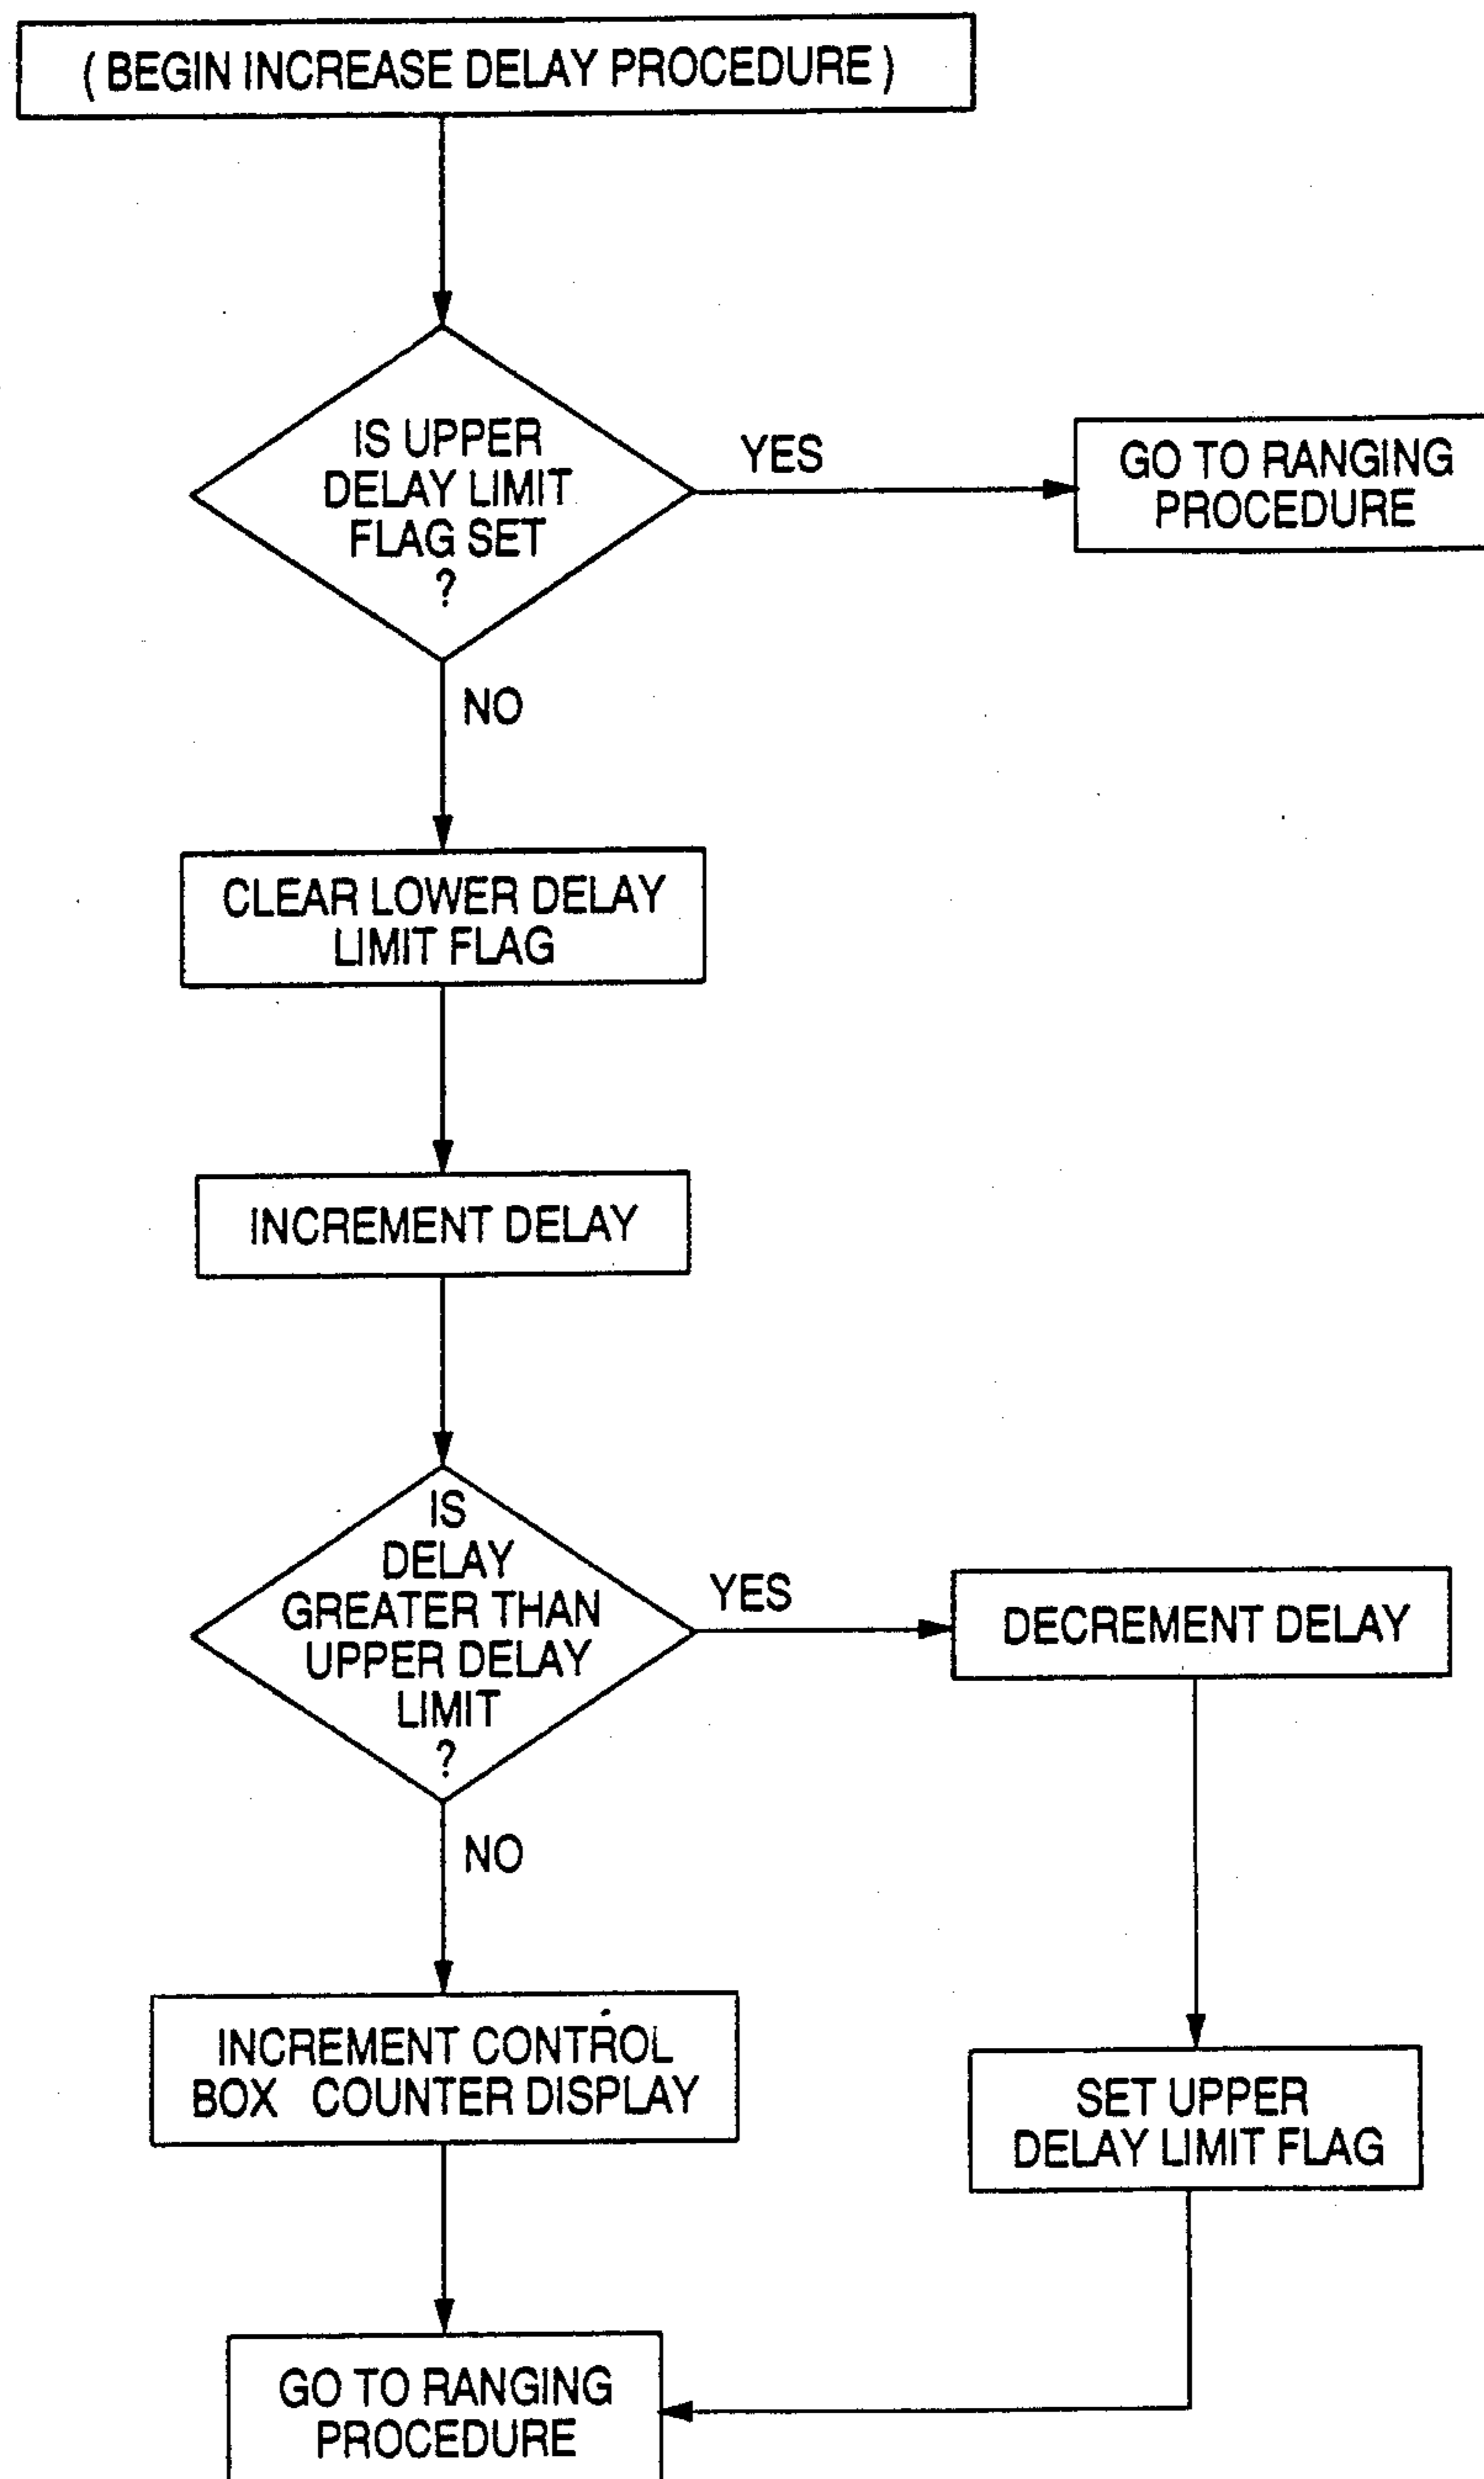 ( BEGIN INCREASE DELAY PROCEDURE )
IS UPPER
DELAY LIMIT
FLAG SET
?
YES
GO TO RANGING
PROCEDURE
NO
CLEAR LOWER DELAY
LIMIT FLAG
INCREMENT DELAY
IS
DELAY
GREATER THAN
UPPER DELAY
LIMIT
?
YES
DECREMENT DELAY
NO
INCREMENT CONTROL
BOX COUNTER DISPLAY
SET UPPER
DELAY LIMIT FLAG
GO TO RANGING
PROCEDURE